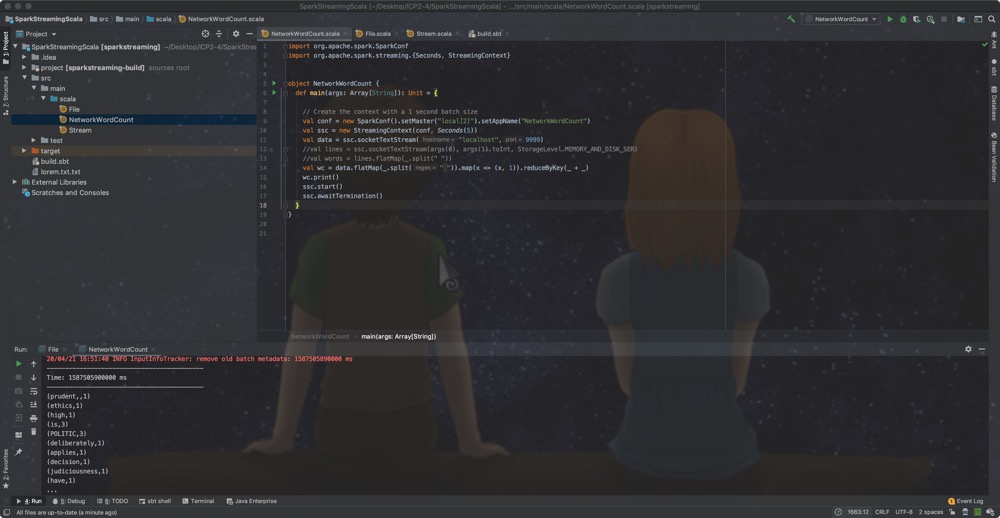 SparkStreamingScala [~/Desktop/ICP2-4/SparkStreamingScala] - .../src/main/scala/NetworkWordCount.scala [sparkstreaming]
SparkStreamingScala src main scala NetworkWordCount.scala
NetworkWordCount
Project
NetworkWordCount.scala
File.scala
Stream.scala
build.sbt
1: Project
2: Structure
SparkStreamingScala [sparkstreaming] ~/Desktop/ICP2-4/SparkStrea
.idea
project [sparkstreaming-build] sources root
src
main
scala
File
NetworkWordCount
Stream
test
target
build.sbt
lorem.txt.txt
External Libraries
Scratches and Consoles
1 import org.apache.spark.SparkConf
2 import org.apache.spark.streaming.{Seconds, StreamingContext}
3
4
5 object NetworkWordCount {
6 def main(args: Array[String]): Unit = {
7
8 // Create the context with a 1 second batch size
9 val conf = new SparkConf().setMaster("local[2]").setAppName("NetworkWordCount")
10 val ssc = new StreamingContext(conf, Seconds(5))
11 val data = ssc.socketTextStream( hostname = "localhost", port = 9999)
12 //val lines = ssc.socketTextStream(args(0), args(1).toInt, StorageLevel.MEMORY_AND_DISK_SER)
13 //val words = lines.flatMap(_.split(" "))
14 val wc = data.flatMap(_.split( regex = " ")).map(x => (x, 1)).reduceByKey(_ + _)
15 wc.print()
16 ssc.start()
17 ssc.awaitTermination()
18 }
19 }
20
21
NetworkWordCount main(args: Array[String])
Ant
sbt
Database
Bean Validation
Run: File NetworkWordCount
20/04/21 16:51:40 INFO InputInfoTracker: remove old batch metadata: 1587505890000 ms
-------------------------------------------
Time: 1587505900000 ms
-------------------------------------------
(prudent,,1)
(ethics,1)
(high,1)
(is,3)
(POLITIC,3)
(deliberately,1)
(applies,1)
(decision,1)
(judiciousness,1)
(have,1)
...
2: Favorites
4: Run 5: Debug 6: TODO sbt shell Terminal Java Enterprise
1 Event Log
All files are up-to-date (a minute ago)
1663:12 CRLF UTF-8 2 spaces